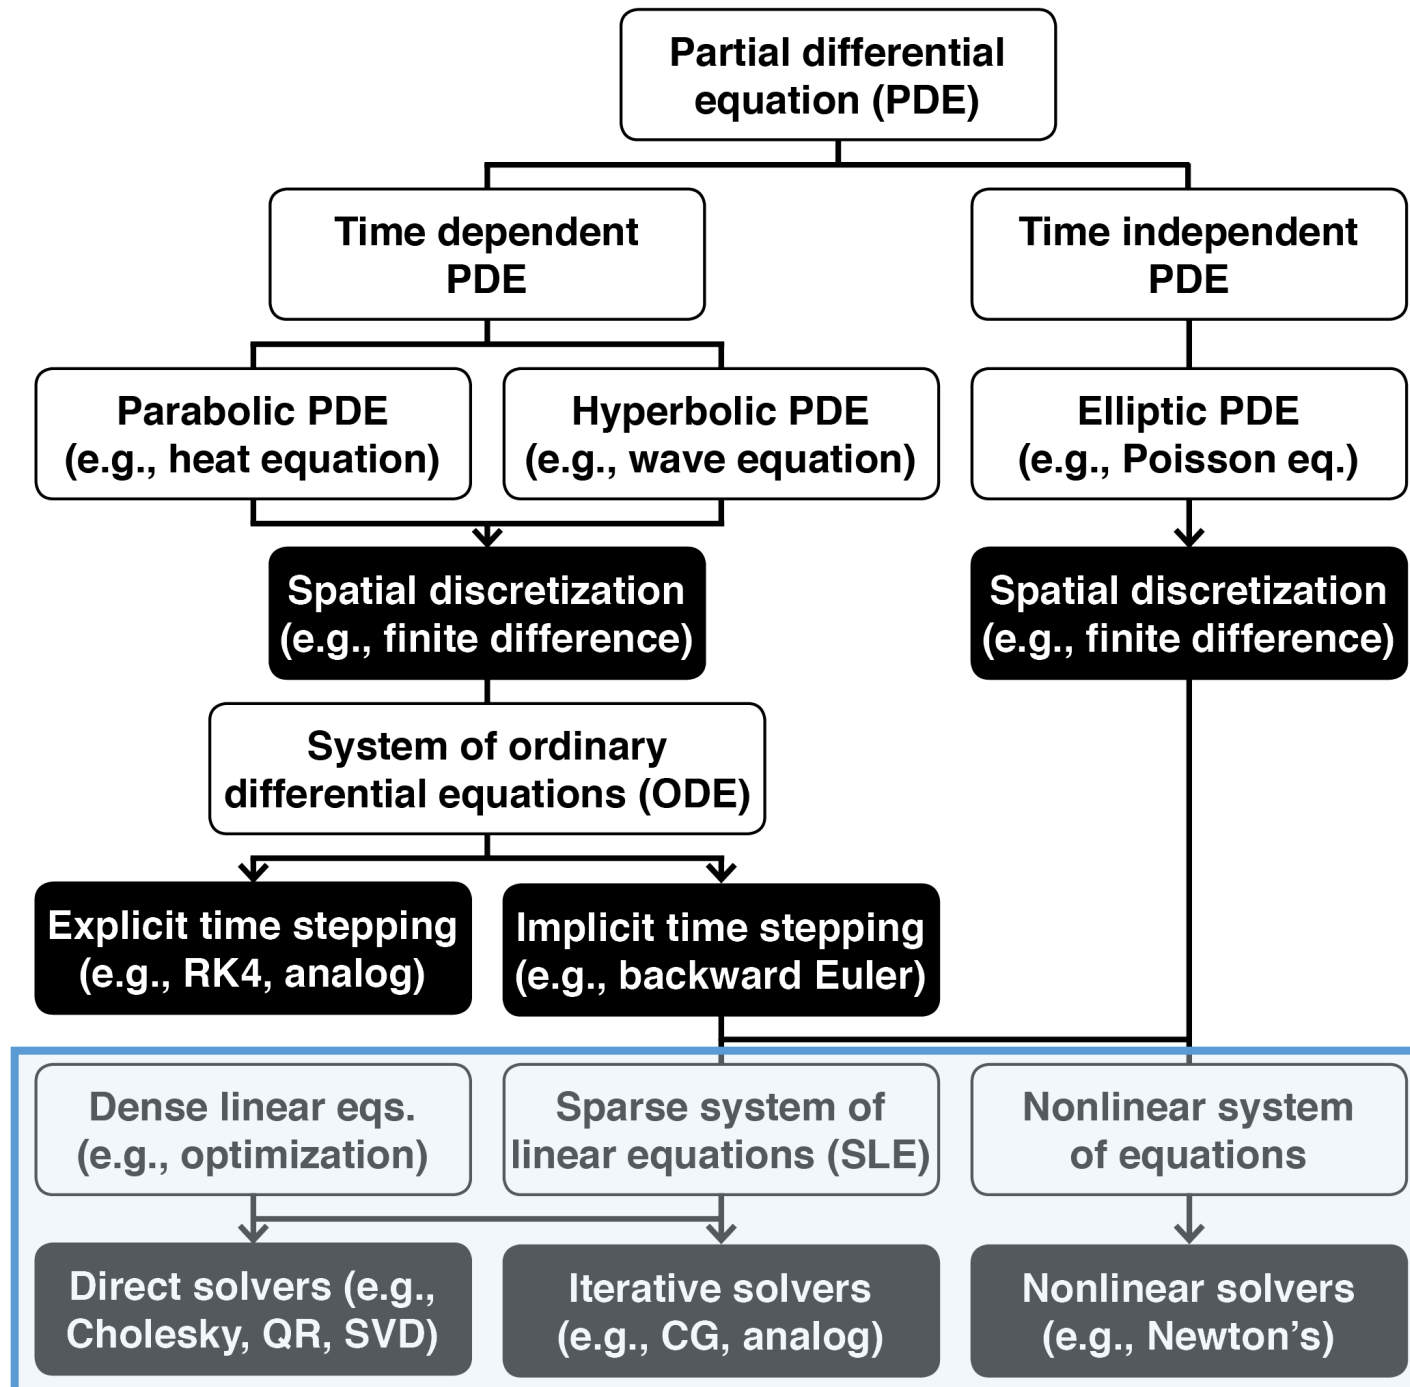 Partial differential
equation (PDE)
Time dependent
PDE
Time independent
PDE
Parabolic PDE
(e.g., heat equation)
Hyperbolic PDE
(e.g., wave equation)
Elliptic PDE
(e.g., Poisson eq.)
Spatial discretization
(e.g., finite difference)
Spatial discretization
(e.g., finite difference)
System of ordinary
differential equations (ODE)
Explicit time stepping
(e.g., RK4, analog)
Implicit time stepping
(e.g., backward Euler)
Dense linear eqs.
(e.g., optimization)
Sparse system of
linear equations (SLE)
Nonlinear system
of equations
Direct solvers (e.g.,
Cholesky, QR, SVD)
Iterative solvers
(e.g., CG, analog)
Nonlinear solvers
(e.g., Newton’s)